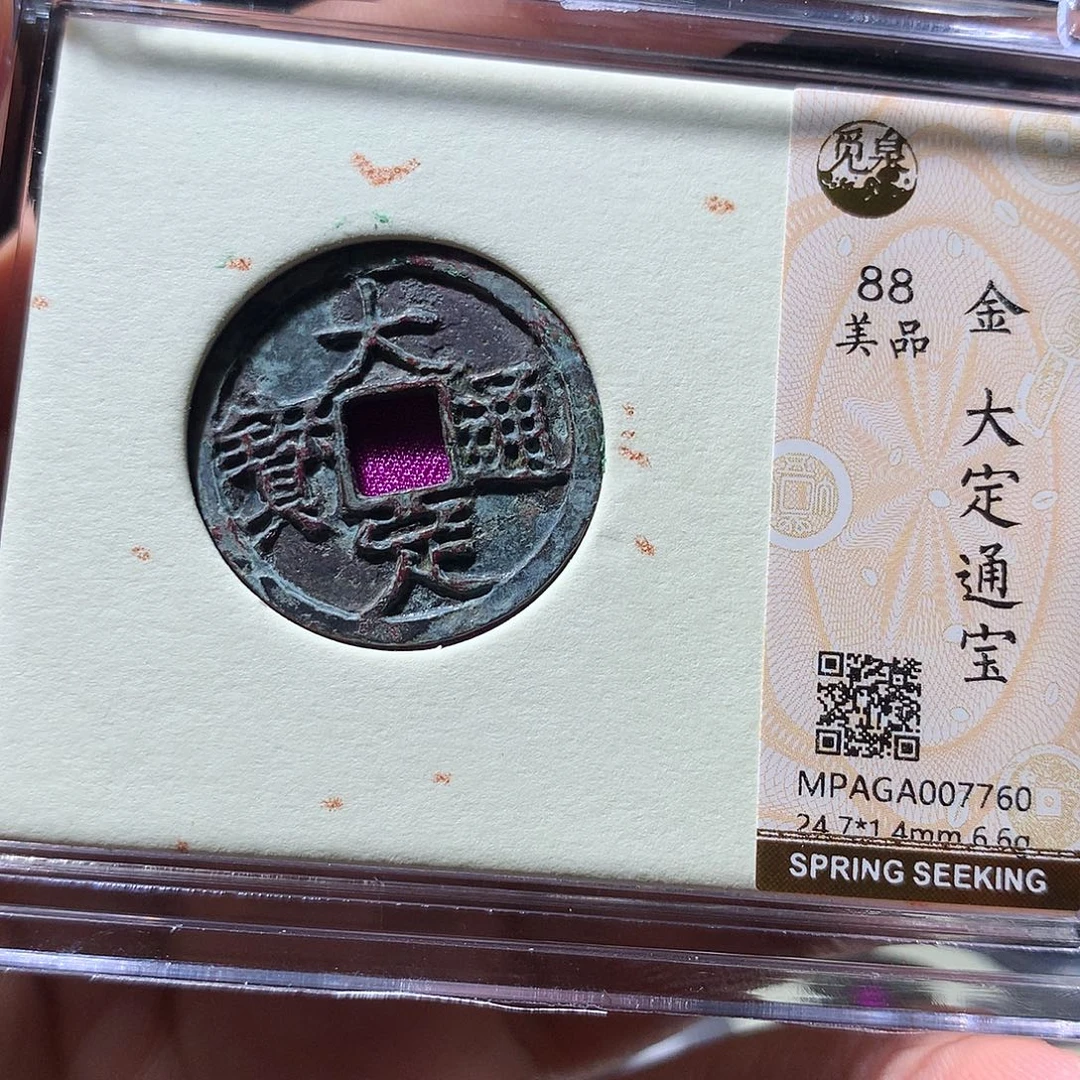 大定通寳
觅泉
88
美品
金 大定通宝
MPAGA007760
24.7*1.4mm 6.6g
SPRING SEEKING